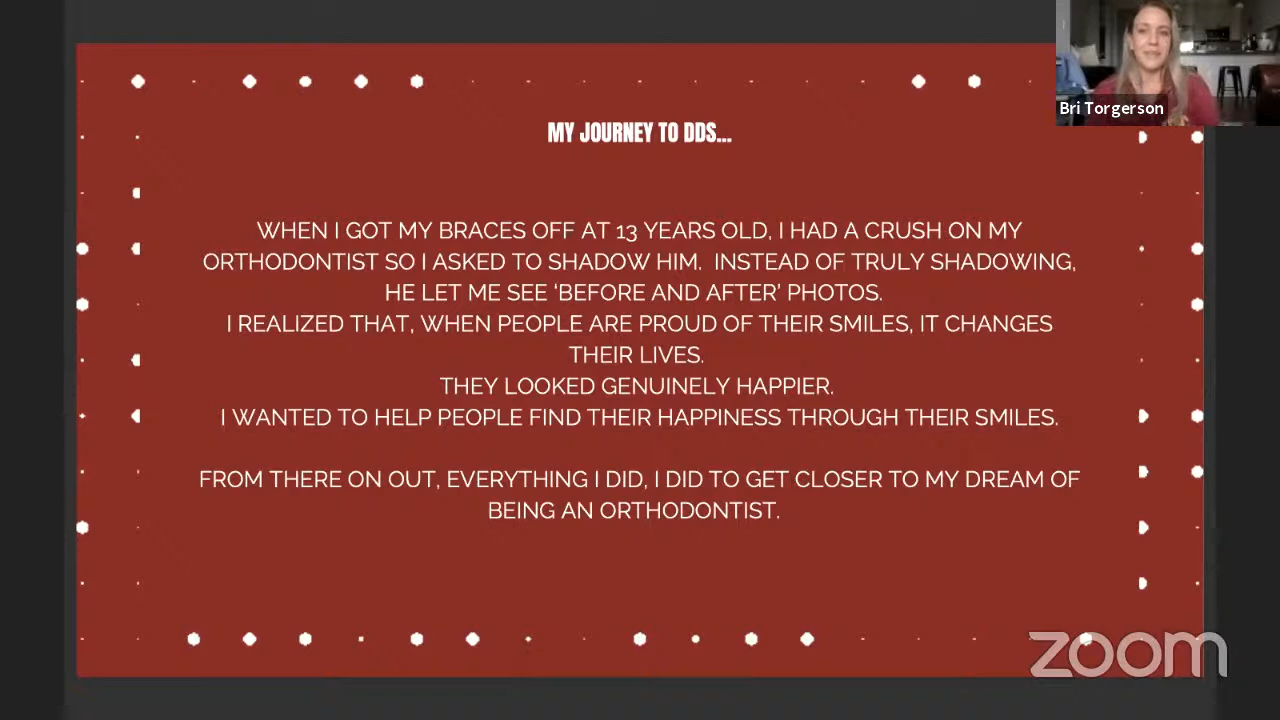 Bri Torgerson
MY JOURNEY TO DDS...
WHEN I GOT MY BRACES OFF AT 13 YEARS OLD, I HAD A CRUSH ON MY
ORTHODONTIST SO I ASKED TO SHADOW HIM. INSTEAD OF TRULY SHADOWING,
HE LET ME SEE ‘BEFORE AND AFTER’ PHOTOS.
I REALIZED THAT, WHEN PEOPLE ARE PROUD OF THEIR SMILES, IT CHANGES
THEIR LIVES.
THEY LOOKED GENUINELY HAPPIER.
I WANTED TO HELP PEOPLE FIND THEIR HAPPINESS THROUGH THEIR SMILES.
FROM THERE ON OUT, EVERYTHING I DID, I DID TO GET CLOSER TO MY DREAM OF
BEING AN ORTHODONTIST.
zoom